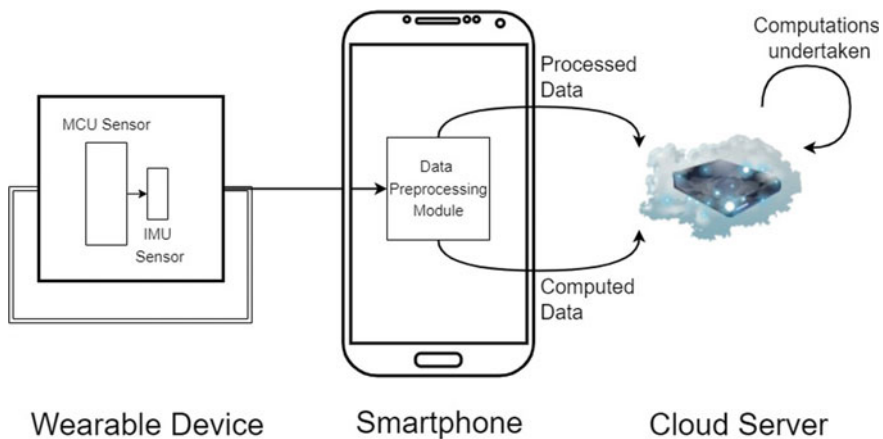 Computations
undertaken
Processed
Data
MCU Sensor
IMU
Sensor
Data
Preprocessing
Module
Computed
Data
Wearable Device
Smartphone
Cloud Server